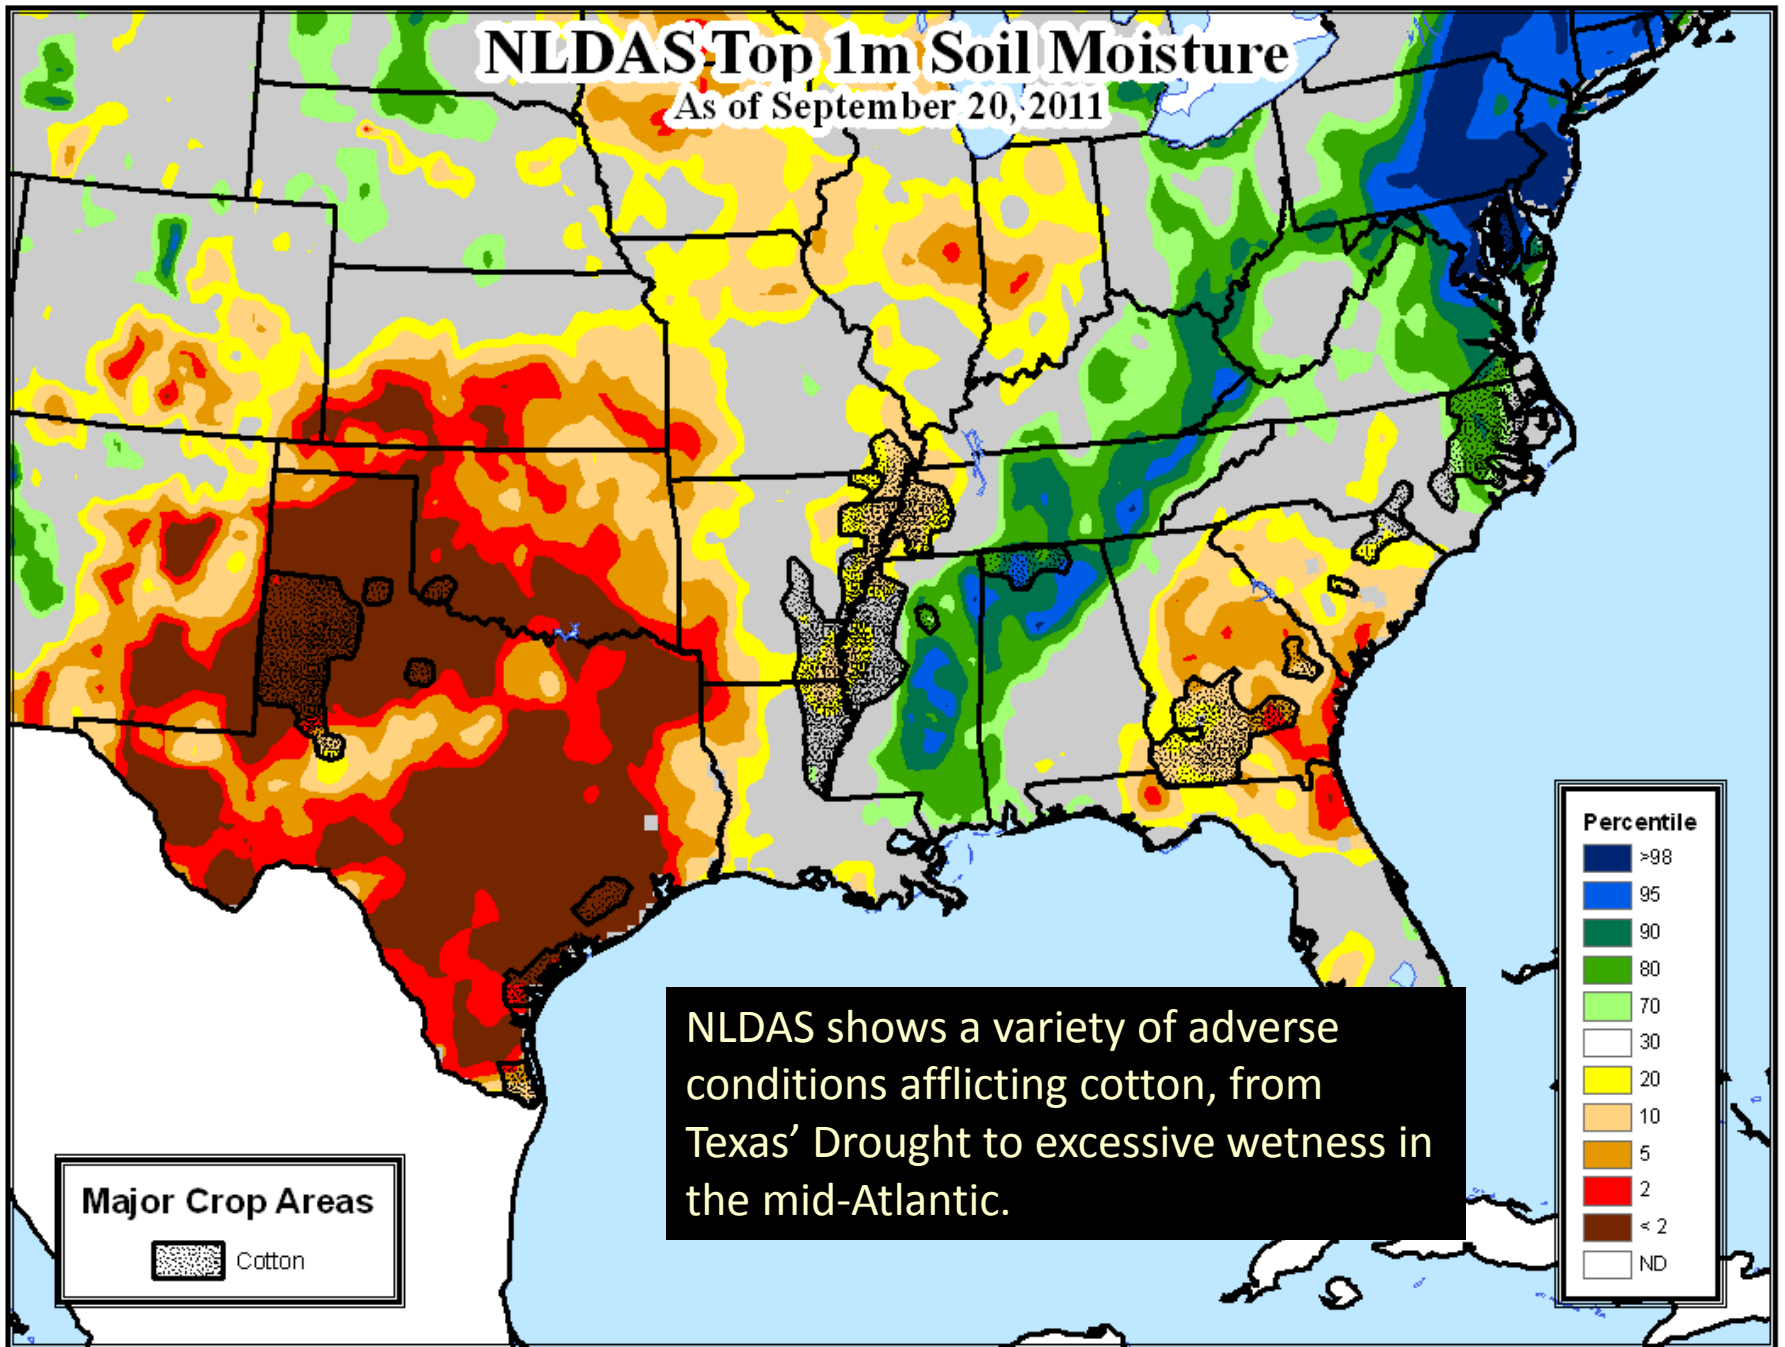 NLDAS Top 1m Soil Moisture
As of September 20, 2011
Percentile
>98
95
90
80
70
30
20
10
5
2
< 2
ND
NLDAS shows a variety of adverse
conditions afflicting cotton, from
Texas’ Drought to excessive wetness in
the mid-Atlantic.
Major Crop Areas
Cotton